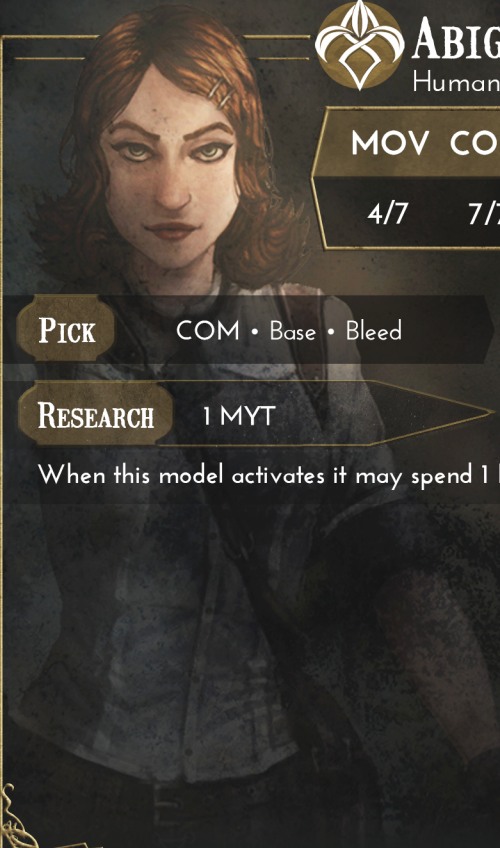 ABIG
Human
MOV CO
4/7 7/7
PICK COM • Base • Bleed
RESEARCH 1 MYT
When this model activates it may spend 1